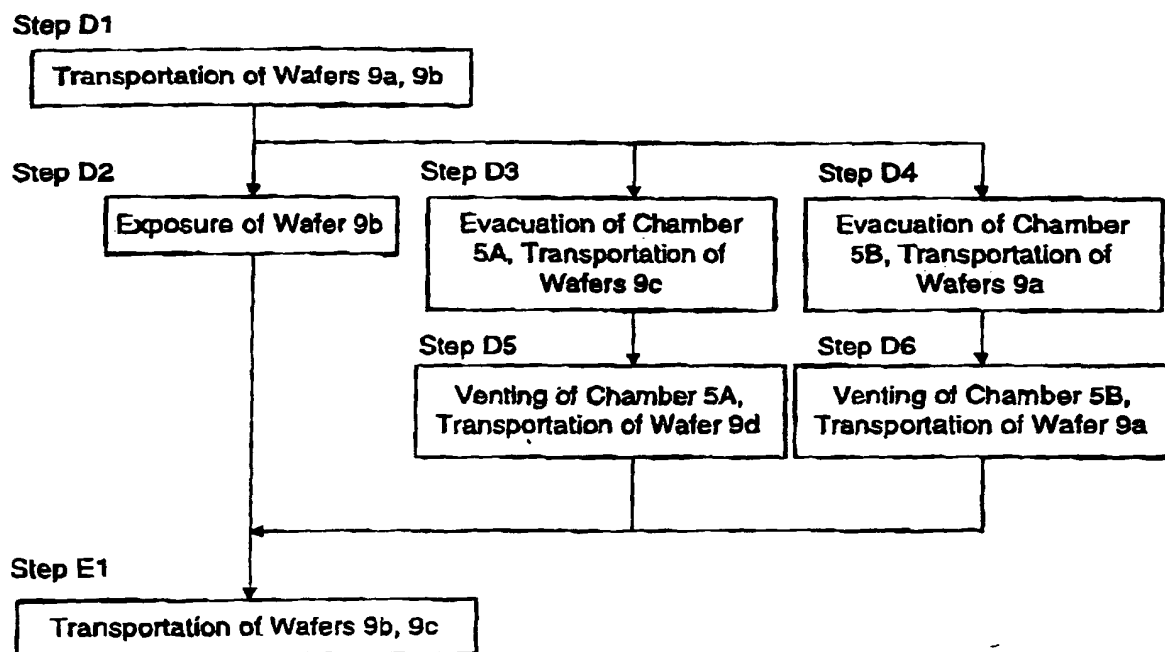 Step D1
Transportation of Wafers 9a, 9b
Step D2
Exposure of Wafer 9b
Step D3
Evacuation of Chamber
5A, Transportation of
Wafers 9c
Step D4
Evacuation of Chamber
5B, Transportation of
Wafers 9a
Step D5
Venting of Chamber 5A,
Transportation of Wafer 9d
Step D6
Venting of Chamber 5B,
Transportation of Wafer 9a
Step E1
Transportation of Wafers 9b, 9c